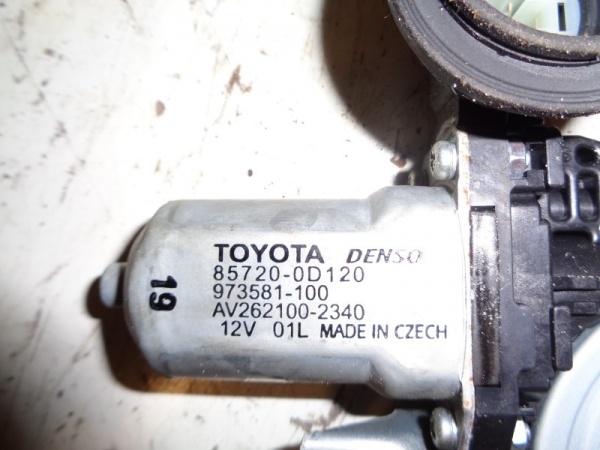 TOYOTA DENSO
85720-0D120
973581-100
AV262100-2340
12V 01L MADE IN CZECH
19